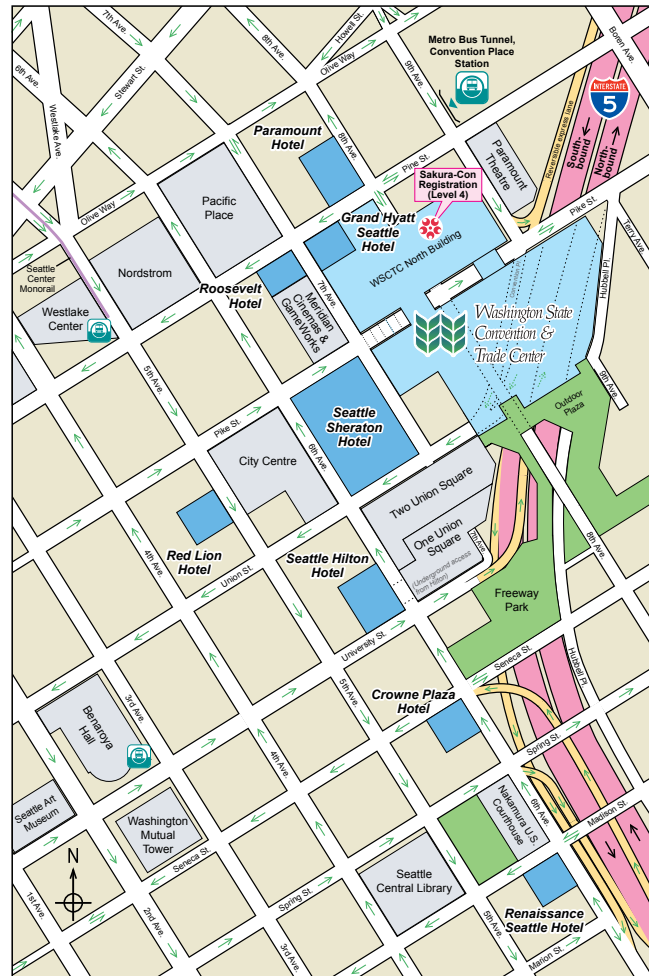 7th Ave.
8th Ave.
Howell St.
Olive Way
9th Ave.
Metro Bus Tunnel,
Convention Place
Station
Boren Ave.
6th Ave.
Stewart St.
Westlake Ave.
INTERSTATE
5
Reversible express lane
South-
bound
North-
bound
Paramount
Hotel
8th Ave.
Pine St.
Paramount
Theatre
Sakura-Con
Registration
(Level 4)
Pacific
Place
Olive Way
Grand Hyatt
Seattle
Hotel
WSCTC North Building
Pike St.
Terry Ave
Hubbell Pl.
Seattle
Center
Monorail
Nordstrom
Roosevelt
Hotel
7th Ave.
Meridian
Cinemas &
GameWorks
Westlake
Center
Washington State
Convention &
Trade Center
5th Ave.
9th Ave.
Outdoor
Plaza
Pike St.
Seattle
Sheraton
Hotel
6th Ave.
City Centre
Two Union Square
One Union
Square
7th Ave.
(Underground access
from Hilton)
4th Ave.
Red Lion
Hotel
Seattle Hilton
Hotel
8th Ave.
Union St.
Freeway
Park
University St.
Seneca St.
Hubbell Pl
5th Ave.
Crowne Plaza
Hotel
3rd Ave.
Benaroya
Hall
4th Ave.
Spring St.
6th Ave.
Nakamura U.S.
Courthouse
Madison St.
Seattle Art
Museum
Washington
Mutual
Tower
Seneca St.
Seattle
Central Library
N
1st Ave.
2nd Ave.
Spring St.
3rd Ave.
5th Ave.
Renaissance
Seattle Hotel
Marion St.